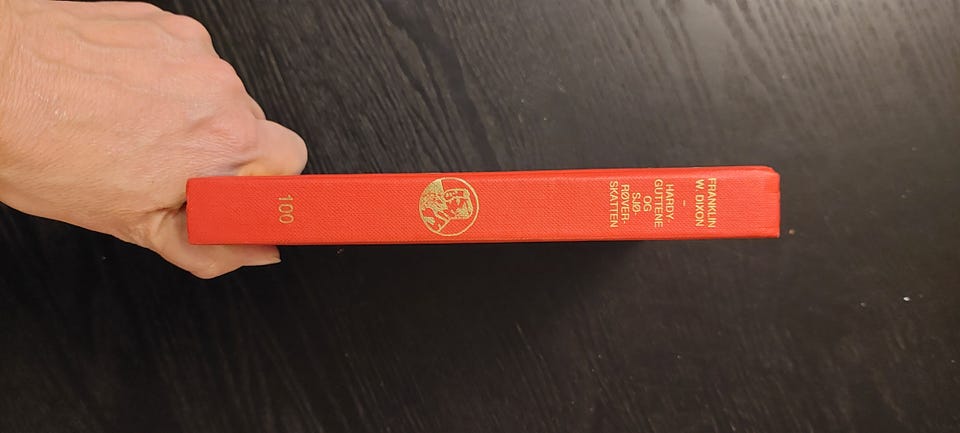 FRANKLIN
W. DIXON
-
HARDY-
GUTTENE
OG
SJØ-
RØVER-
SKATTEN
100